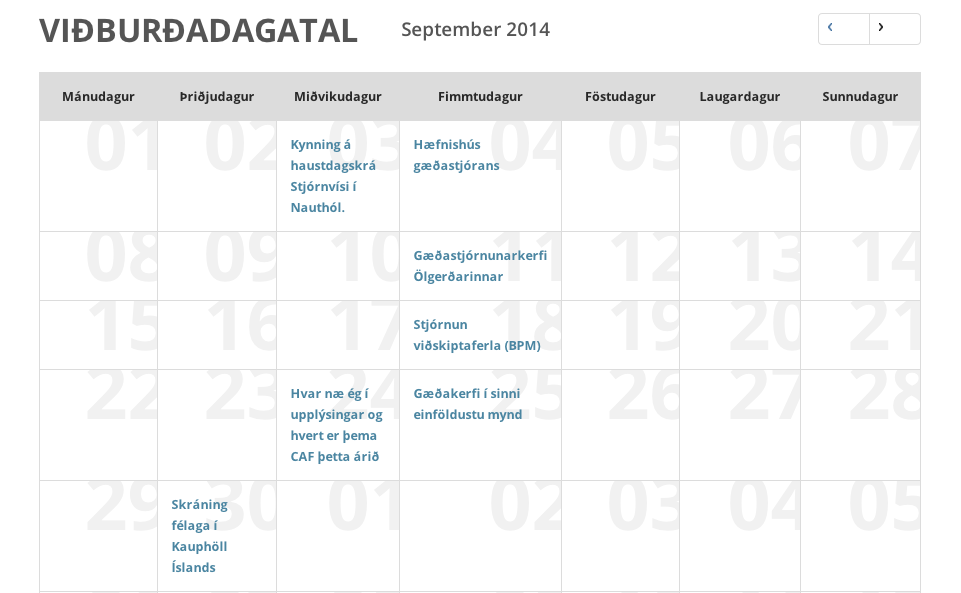 VIÐBURÐADAGATAL
September 2014
‹ ›
Mánudagur Þriðjudagur Miðvikudagur Fimmtudagur Föstudagur Laugardagur Sunnudagur
01 02 03 04 05 06 07
Kynning á
haustdagskrá
Stjórnvísi í
Nauthól.
Hæfnishús
gæðastjórans
08 09 10 11 12 13 14
Gæðastjórnunarkerfi
Ölgerðarinnar
15 16 17 18 19 20 21
Stjórnun
viðskiptaferla (BPM)
22 23 24 25 26 27 28
Hvar næ ég í
upplýsingar og
hvert er þema
CAF þetta árið
Gæðakerfi í sinni
einföldustu mynd
29 30 01 02 03 04 05
Skráning
félaga í
Kauphöll
Íslands